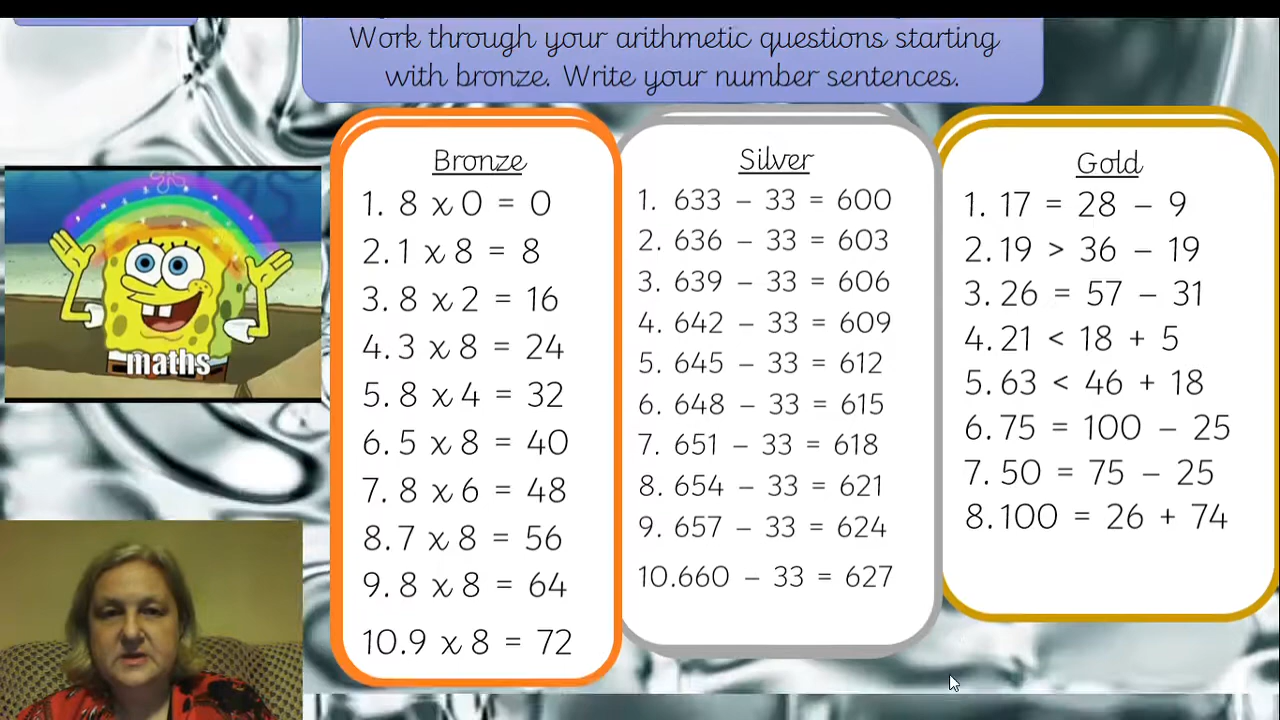 Work through your arithmetic questions starting
with bronze. Write your number sentences.
maths
Bronze
1. 8 x 0 = 0
2. 1 x 8 = 8
3. 8 x 2 = 16
4. 3 x 8 = 24
5. 8 x 4 = 32
6. 5 x 8 = 40
7. 8 x 6 = 48
8. 7 x 8 = 56
9. 8 x 8 = 64
10. 9 x 8 = 72
Silver
1. 633 – 33 = 600
2. 636 – 33 = 603
3. 639 – 33 = 606
4. 642 – 33 = 609
5. 645 – 33 = 612
6. 648 – 33 = 615
7. 651 – 33 = 618
8. 654 – 33 = 621
9. 657 – 33 = 624
10. 660 – 33 = 627
Gold
1. 17 = 28 – 9
2. 19 > 36 – 19
3. 26 = 57 – 31
4. 21 < 18 + 5
5. 63 < 46 + 18
6. 75 = 100 – 25
7. 50 = 75 – 25
8. 100 = 26 + 74